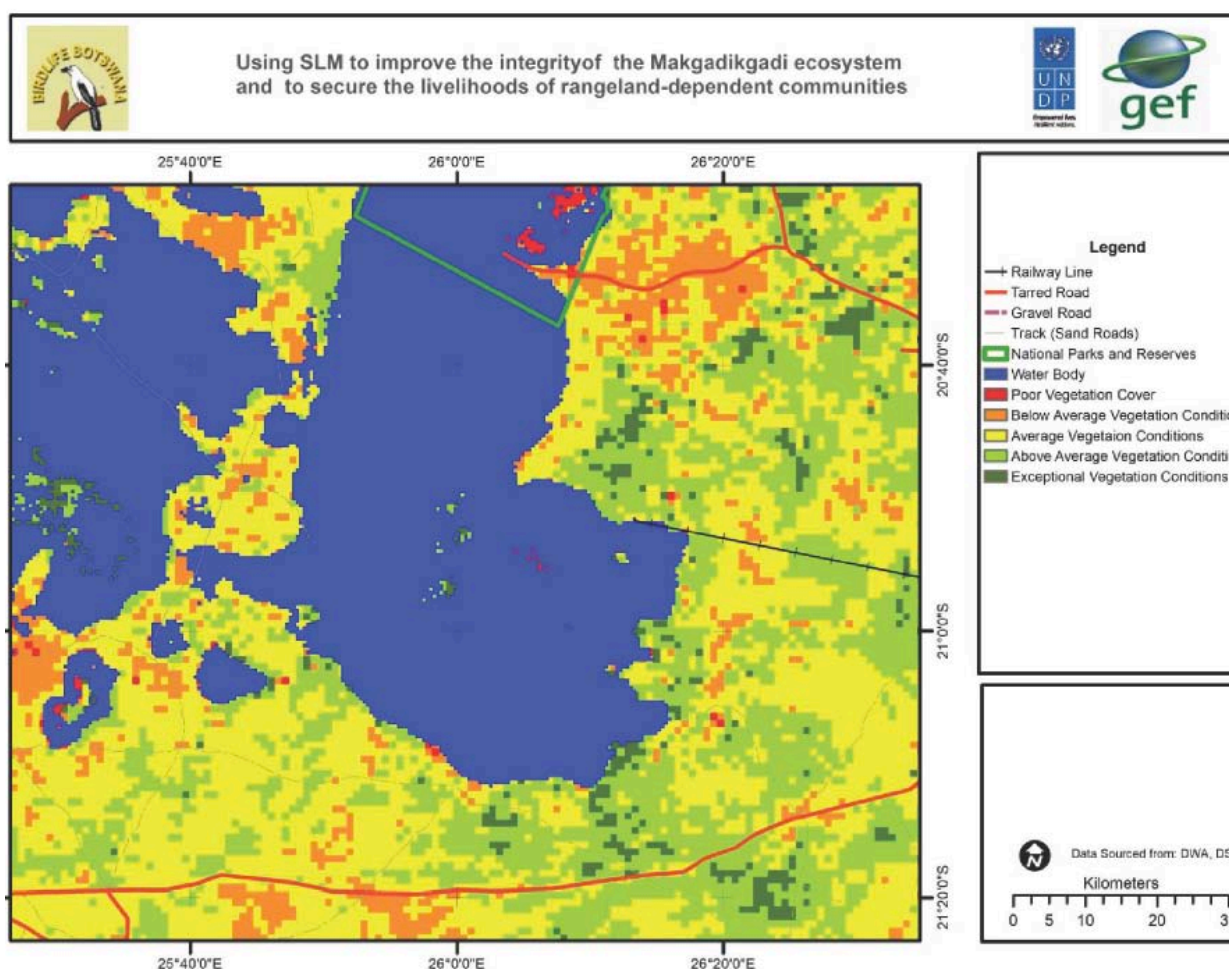 BIRDLIFE BOTSWANA
Using SLM to improve the integrityof the Makgadikgadi ecosystem
and to secure the livelihoods of rangeland-dependent communities
U N
D P
Empowered lives.
Resilient nations.
gef
25°40'0"E
26°0'0"E
26°20'0"E
20°40'0"S
21°0'0"S
21°20'0"S
25°40'0"E
26°0'0"E
26°20'0"E
Legend
Railway Line
Tarred Road
Gravel Road
Track (Sand Roads)
National Parks and Reserves
Water Body
Poor Vegetation Cover
Below Average Vegetation Conditio
Average Vegetaion Conditions
Above Average Vegetation Conditi
Exceptional Vegetation Conditions
N
Data Sourced from: DWA, DS
Kilometers
0 5 10 20 3